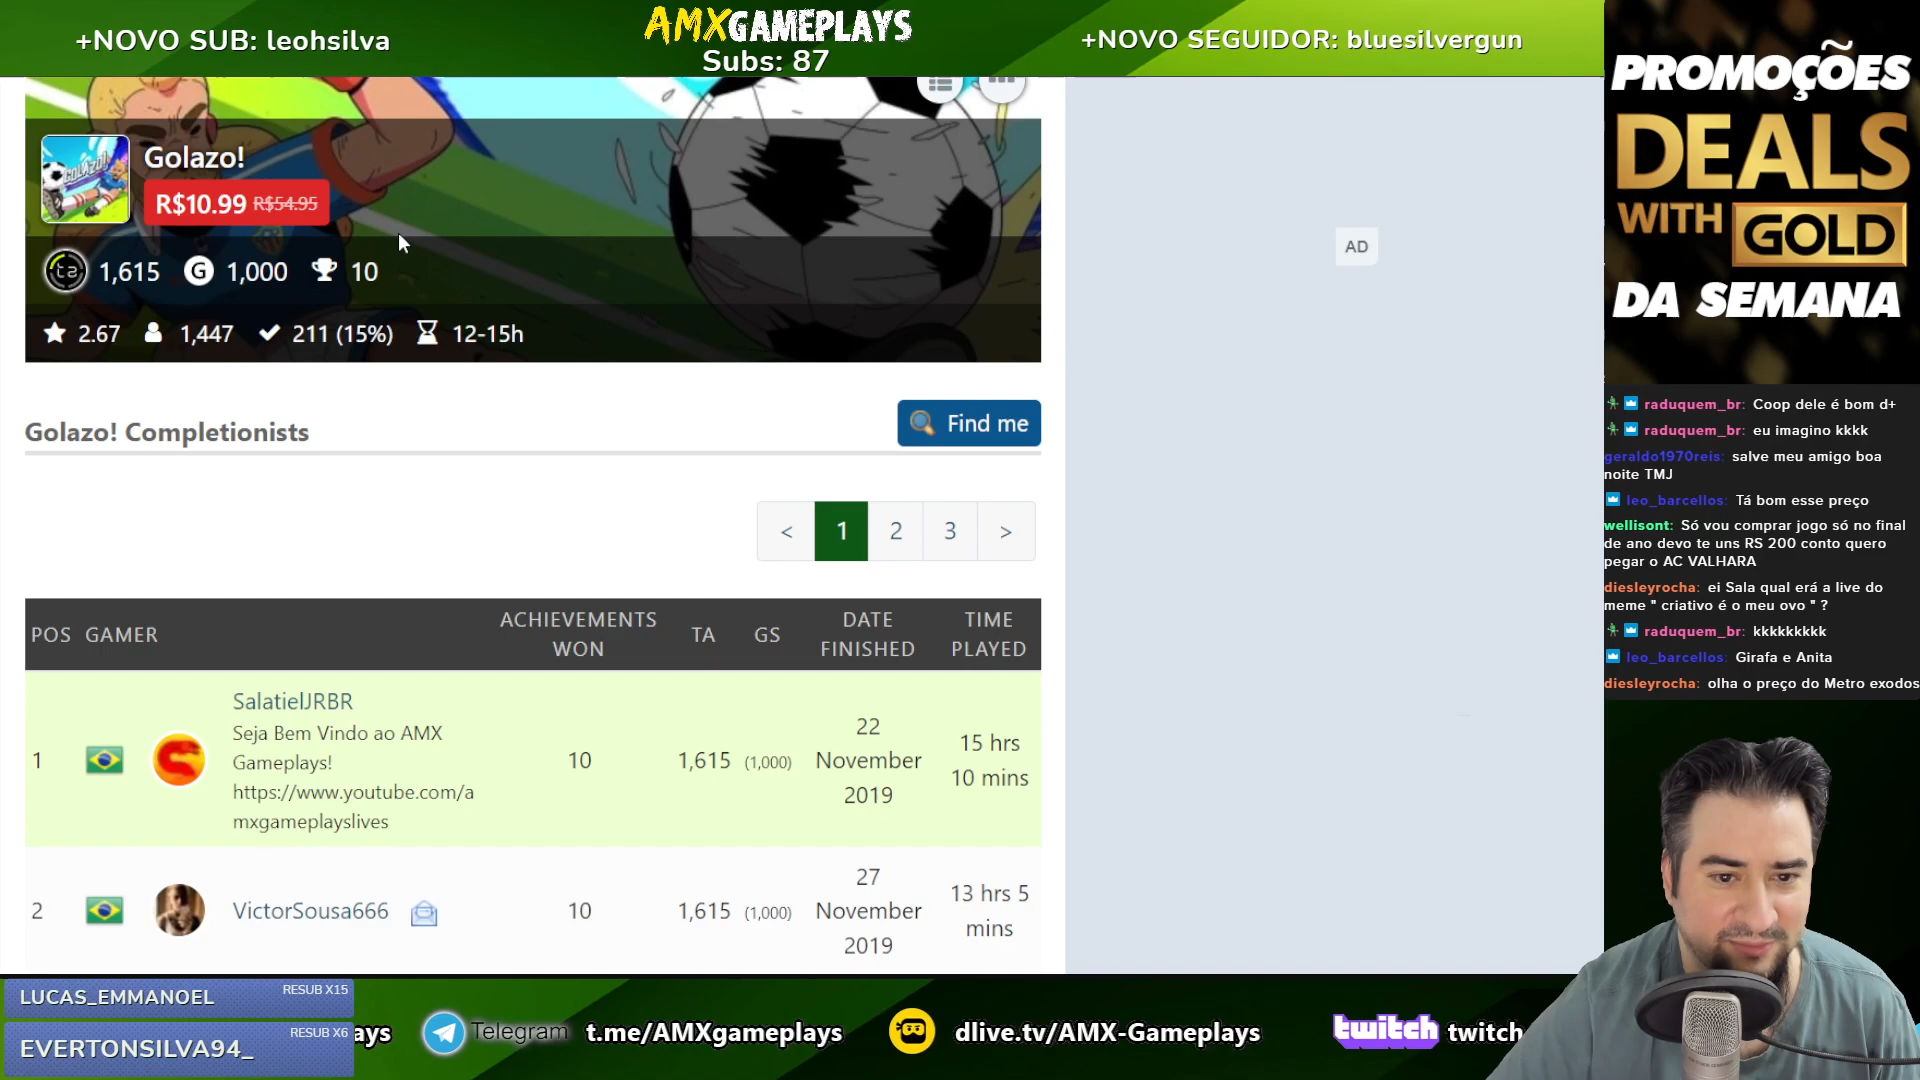 +NOVO SUB: leohsilva
AMXGAMEPLAYS
Subs: 87
+NOVO SEGUIDOR: bluesilvergun
GOLAZO!
Golazo!
R$10.99 R$54.95
ta 1,615 G 1,000 10
2.67 1,447 211 (15%) 12-15h
Golazo! Completionists
Find me
< 1 2 3 >
POS GAMER ACHIEVEMENTS WON TA GS DATE FINISHED TIME PLAYED
1 SalatielJRBR
Seja Bem Vindo ao AMX
Gameplays!
https://www.youtube.com/a
mxgameplayslives
10 1,615 (1,000)
22
November
2019
15 hrs
10 mins
2 VictorSousa666 10 1,615 (1,000)
27
November
2019
13 hrs 5
mins
AD
PROMOÇÕES
DEALS
WITH GOLD
DA SEMANA
raduquem_br: Coop dele é bom d+
raduquem_br: eu imagino kkkk
geraldo1970reis: salve meu amigo boa
noite TMJ
leo_barcellos: Tá bom esse preço
wellisont: Só vou comprar jogo só no final
de ano devo te uns RS 200 conto quero
pegar o AC VALHARA
diesleyrocha: ei Sala qual erá a live do
meme " criativo é o meu ovo " ?
raduquem_br: kkkkkkkkk
leo_barcellos: Girafa e Anita
diesleyrocha: olha o preço do Metro exodos
LUCAS_EMMANOEL RESUB X15
EVERTONSILVA94_ RESUB X6
ays
Telegram t.me/AMXgameplays
dlive.tv/AMX-Gameplays
twitch twitch